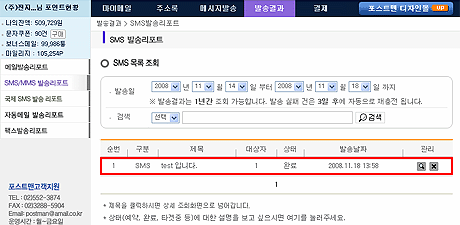 (주)전지...님 포인트현황
마이페이지 주소록 메세지발송 발송결과 결제 포스트맨 디자인몰 UP
나의잔액: 509,729원
문자쿠폰: 90건 구매
보너스메일: 99,986통
마일리지: 105,254P
메일발송리포트
SMS/MMS 발송리포트
국제 SMS 발송 리포트
자동메일 발송리포트
팩스발송리포트
포스트맨고객지원
TEL: 02)552-3874
FAX: 02)3288-5904
Email: postman@amail.co.kr
운영시간 : 월~금요일
발송결과 > SMS발송리포트
SMS 발송리포트
SMS 목록 조회
발송일 2008 년 11 월 14 일 부터 2008 년 11 월 18 일 까지
※ 발송결과는 1년간 조회 가능합니다. 발송 실패 건은 3일 후에 자동으로 재충전 됩니다.
검색 선택 검색
순번 구분 제목 대상자 상태 발송날짜 관리
1 SMS test 입니다. 1 완료 2008.11.18 13:58
1
* 제목을 클릭하시면 상세 조회화면으로 넘어갑니다.
* 상태(예약, 완료, 타겟중 등)에 대한 설명을 보고 싶으시면 여기를 눌러주세요.